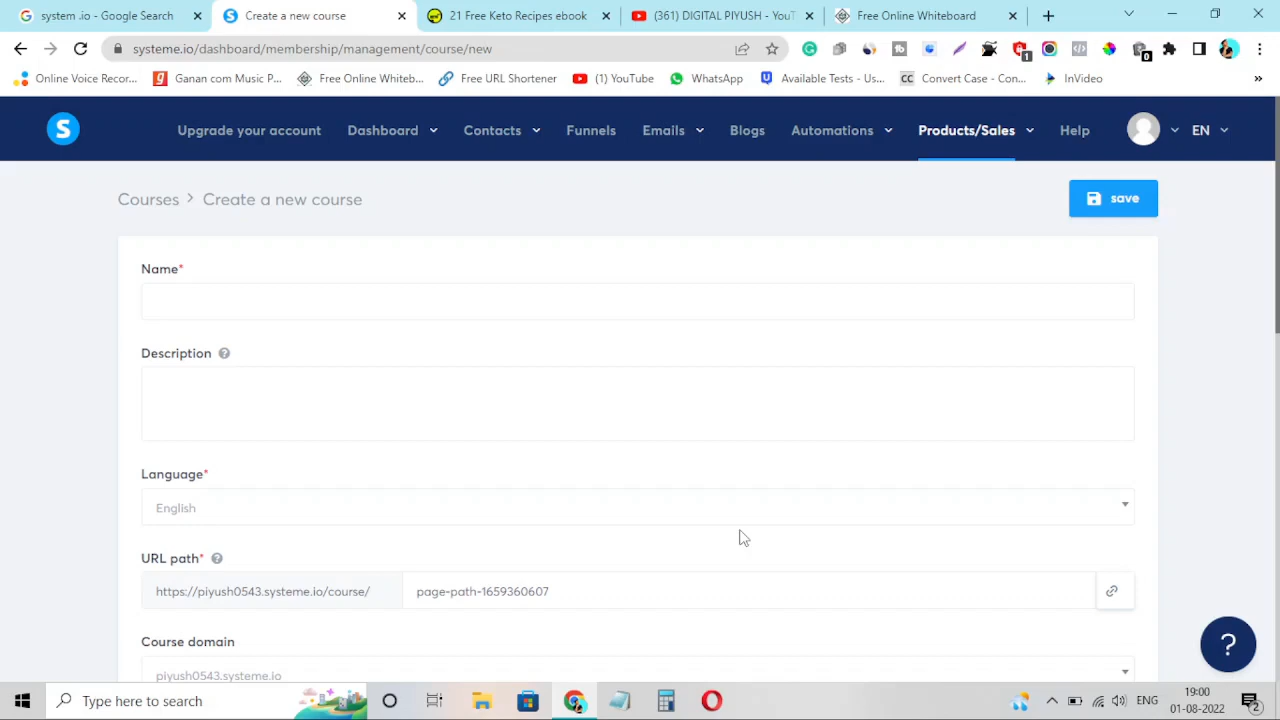 system .io - Google Search
Create a new course
21 Free Keto Recipes ebook
(361) DIGITAL PIYUSH - YouT
Free Online Whiteboard
systeme.io/dashboard/membership/management/course/new
1
0
Online Voice Recor...
Ganan com Music P...
Free Online Whiteb...
Free URL Shortener
(1) YouTube
WhatsApp
Available Tests - Us...
CC Convert Case - Con...
InVideo
»
S
Upgrade your account
Dashboard
Contacts
Funnels
Emails
Blogs
Automations
Products/Sales
Help
EN
Courses > Create a new course
save
Name*
Description ?
Language*
English
URL path* ?
https://piyush0543.systeme.io/course/
page-path-1659360607
Course domain
piyush0543.systeme.io
?
Type here to search
ENG
19:00
01-08-2022
2